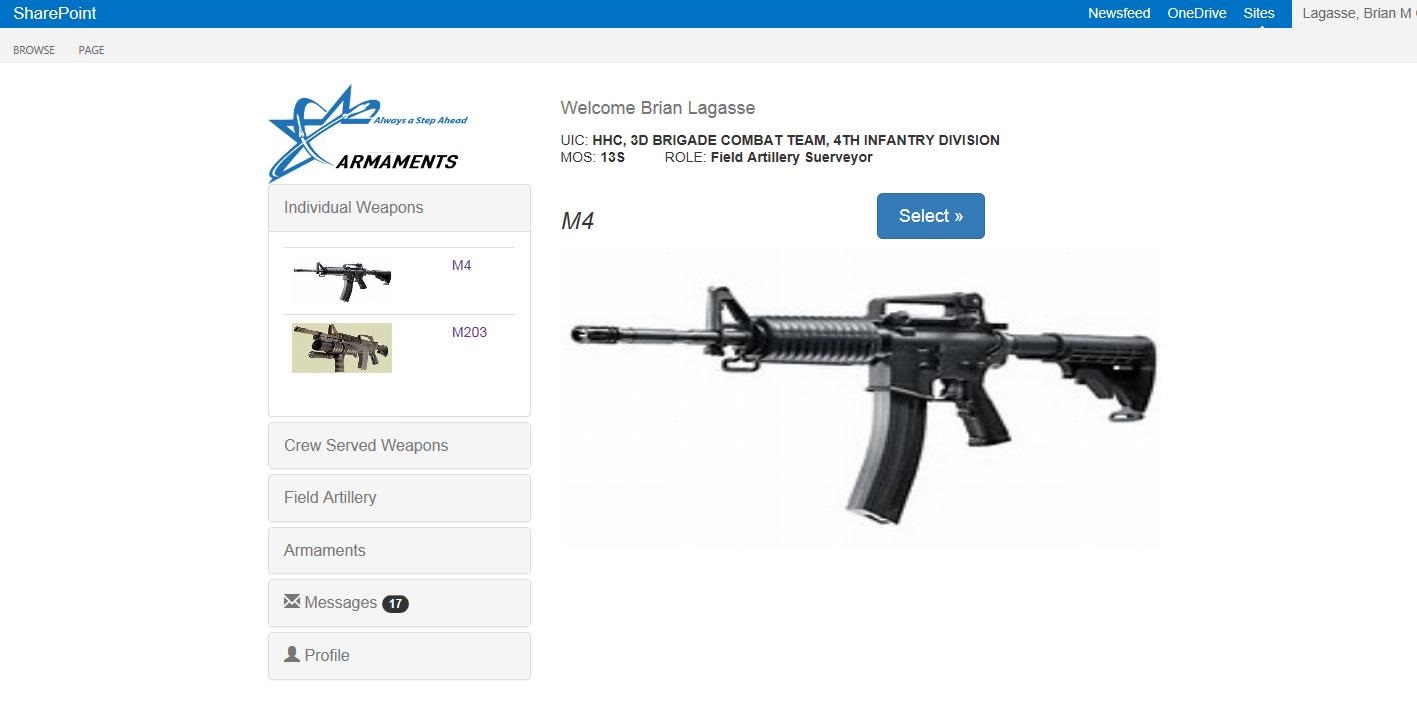 SharePoint
Newsfeed OneDrive Sites Lagasse, Brian M
BROWSE PAGE
Always a Step Ahead
ARMAMENTS
Individual Weapons
M4
M203
Crew Served Weapons
Field Artillery
Armaments
Messages 17
Profile
Welcome Brian Lagasse
UIC: HHC, 3D BRIGADE COMBAT TEAM, 4TH INFANTRY DIVISION
MOS: 13S ROLE: Field Artillery Suerveyor
M4
Select »